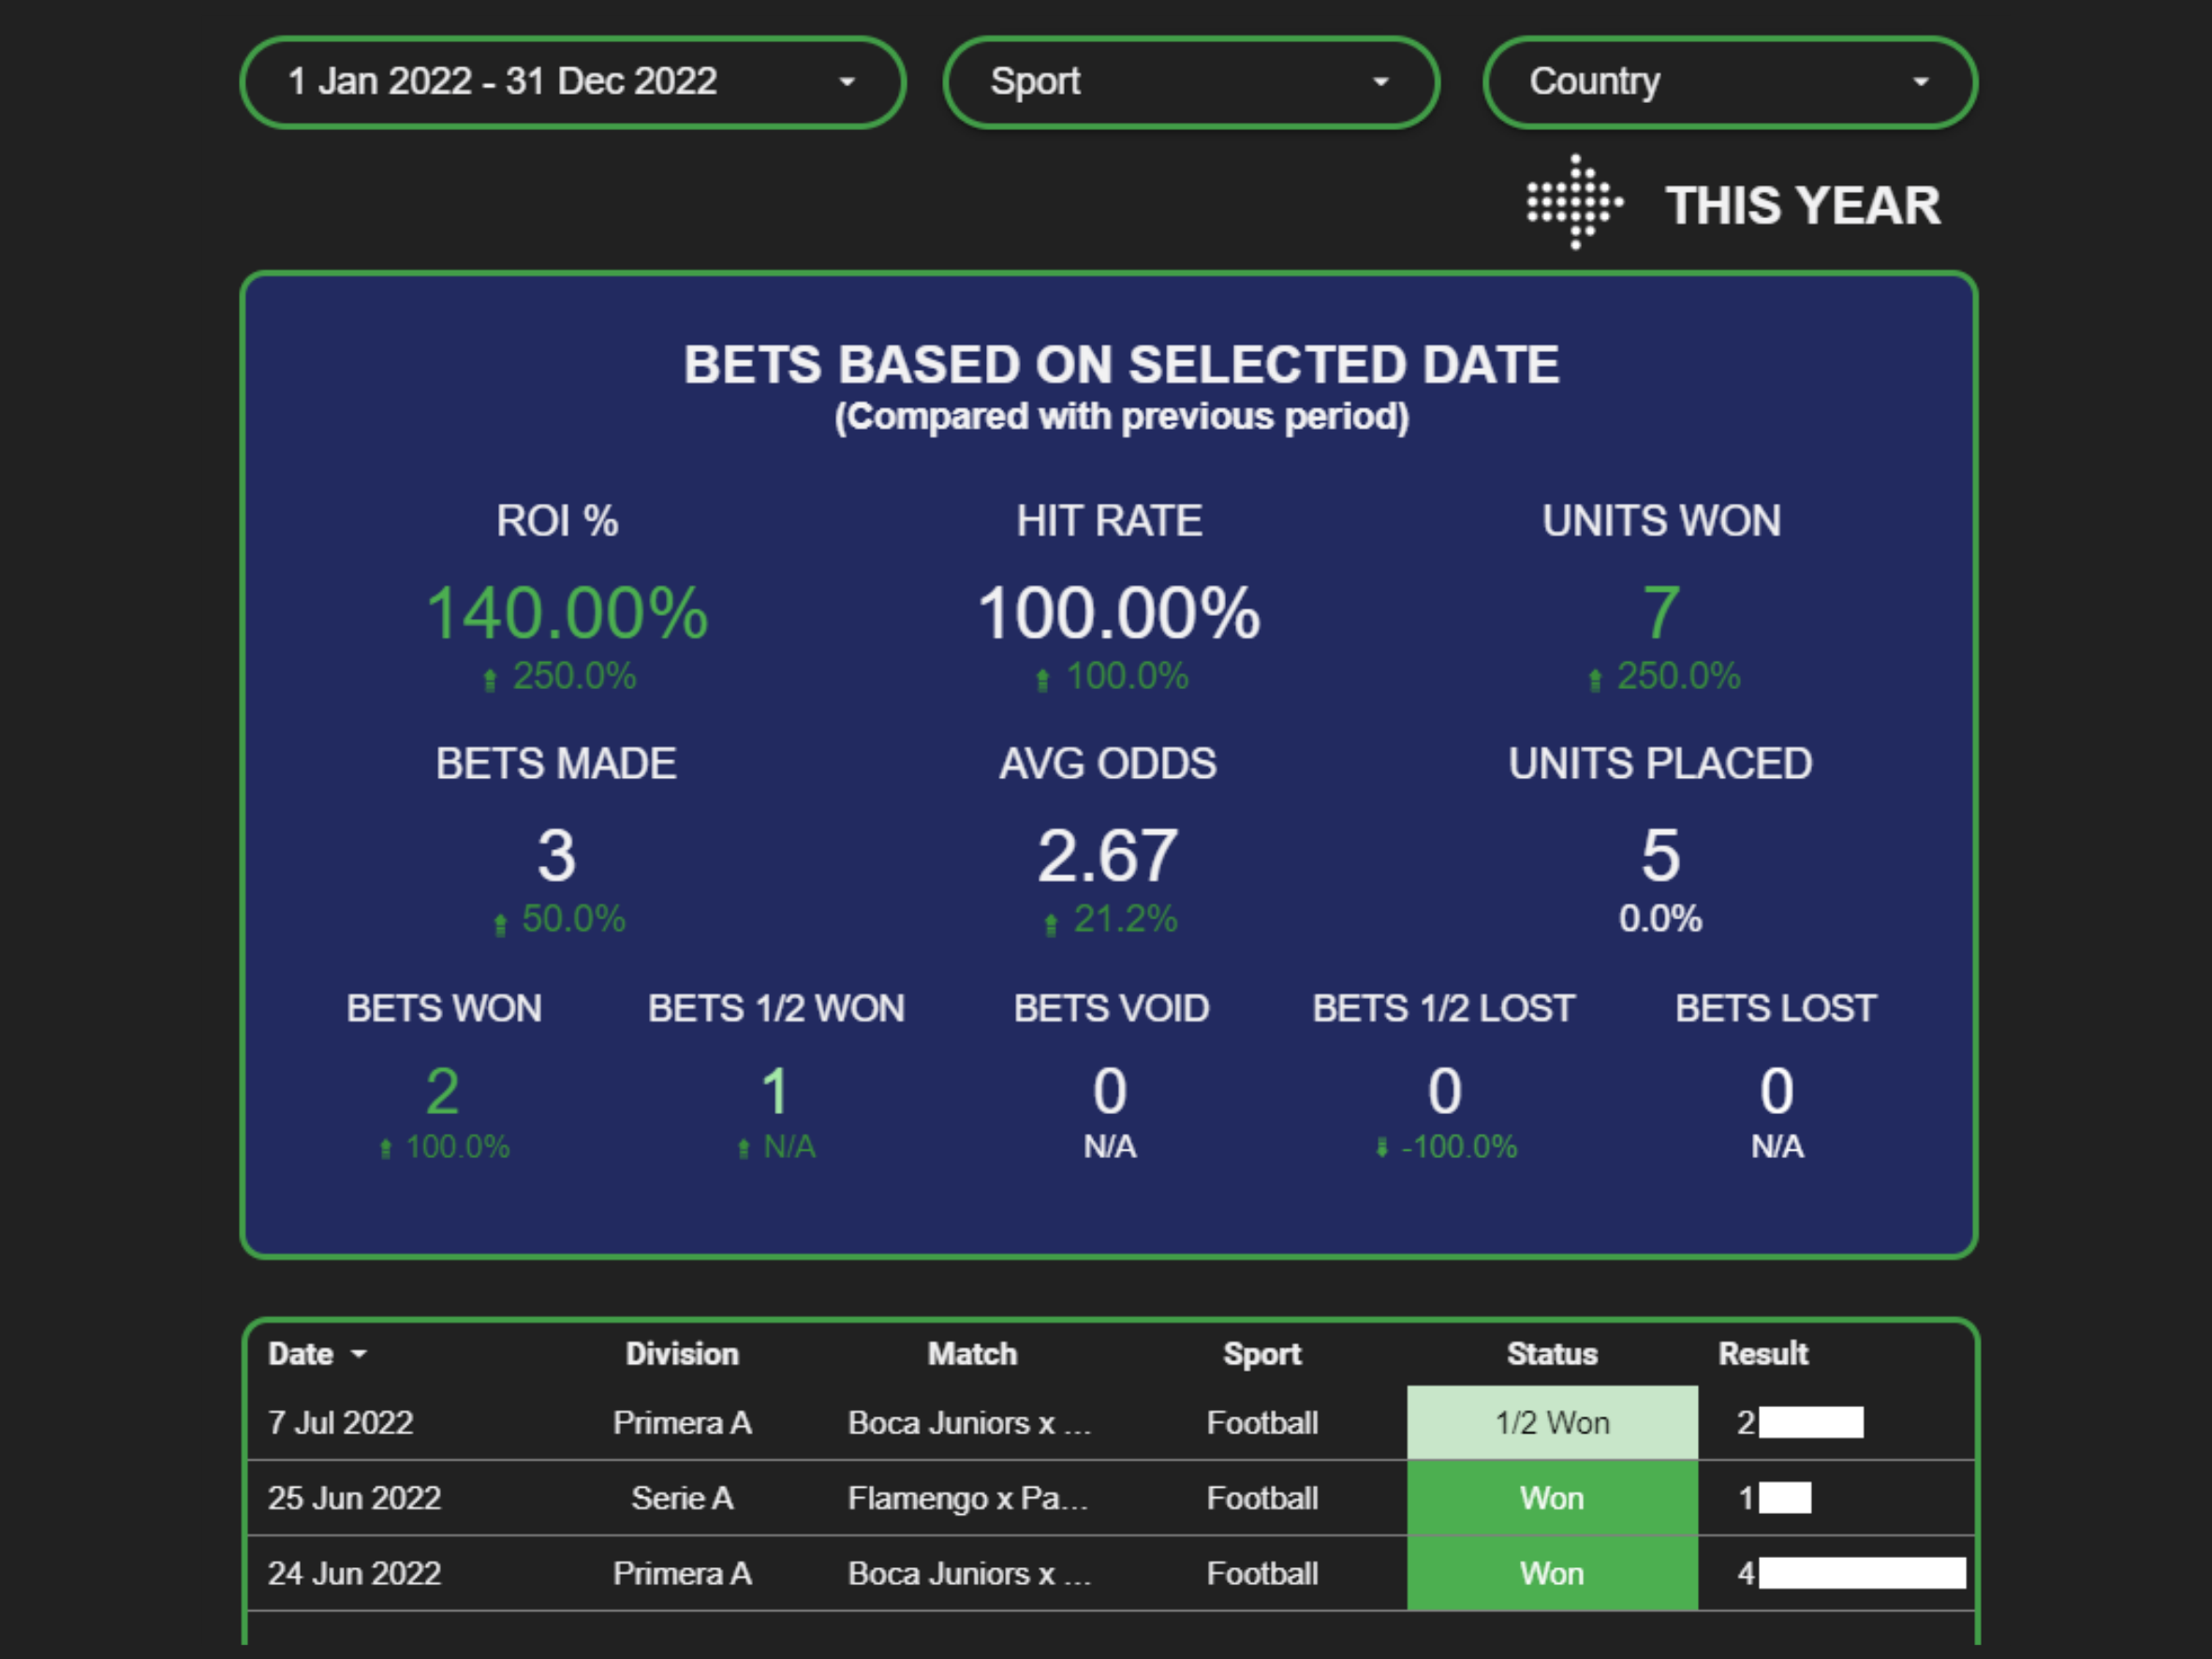 1 Jan 2022 - 31 Dec 2022 Sport Country
THIS YEAR
BETS BASED ON SELECTED DATE
(Compared with previous period)
ROI % HIT RATE UNITS WON
140.00% 100.00% 7
250.0% 100.0% 250.0%
BETS MADE AVG ODDS UNITS PLACED
3 2.67 5
50.0% 21.2% 0.0%
BETS WON BETS 1/2 WON BETS VOID BETS 1/2 LOST BETS LOST
2 1 0 0 0
100.0% N/A N/A -100.0% N/A
Date Division Match Sport Status Result
7 Jul 2022 Primera A Boca Juniors x ... Football 1/2 Won 2
25 Jun 2022 Serie A Flamengo x Pa... Football Won 1
24 Jun 2022 Primera A Boca Juniors x ... Football Won 4